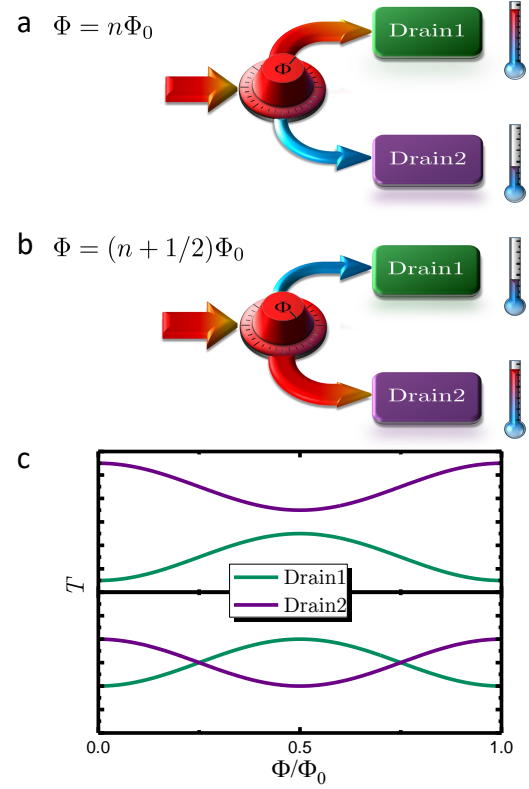 a Φ = nΦ₀
Φ
Drain1
Drain2
b Φ = (n + 1/2)Φ₀
Φ
Drain1
Drain2
c
T
Drain1
Drain2
0.0 0.5 1.0
Φ/Φ₀